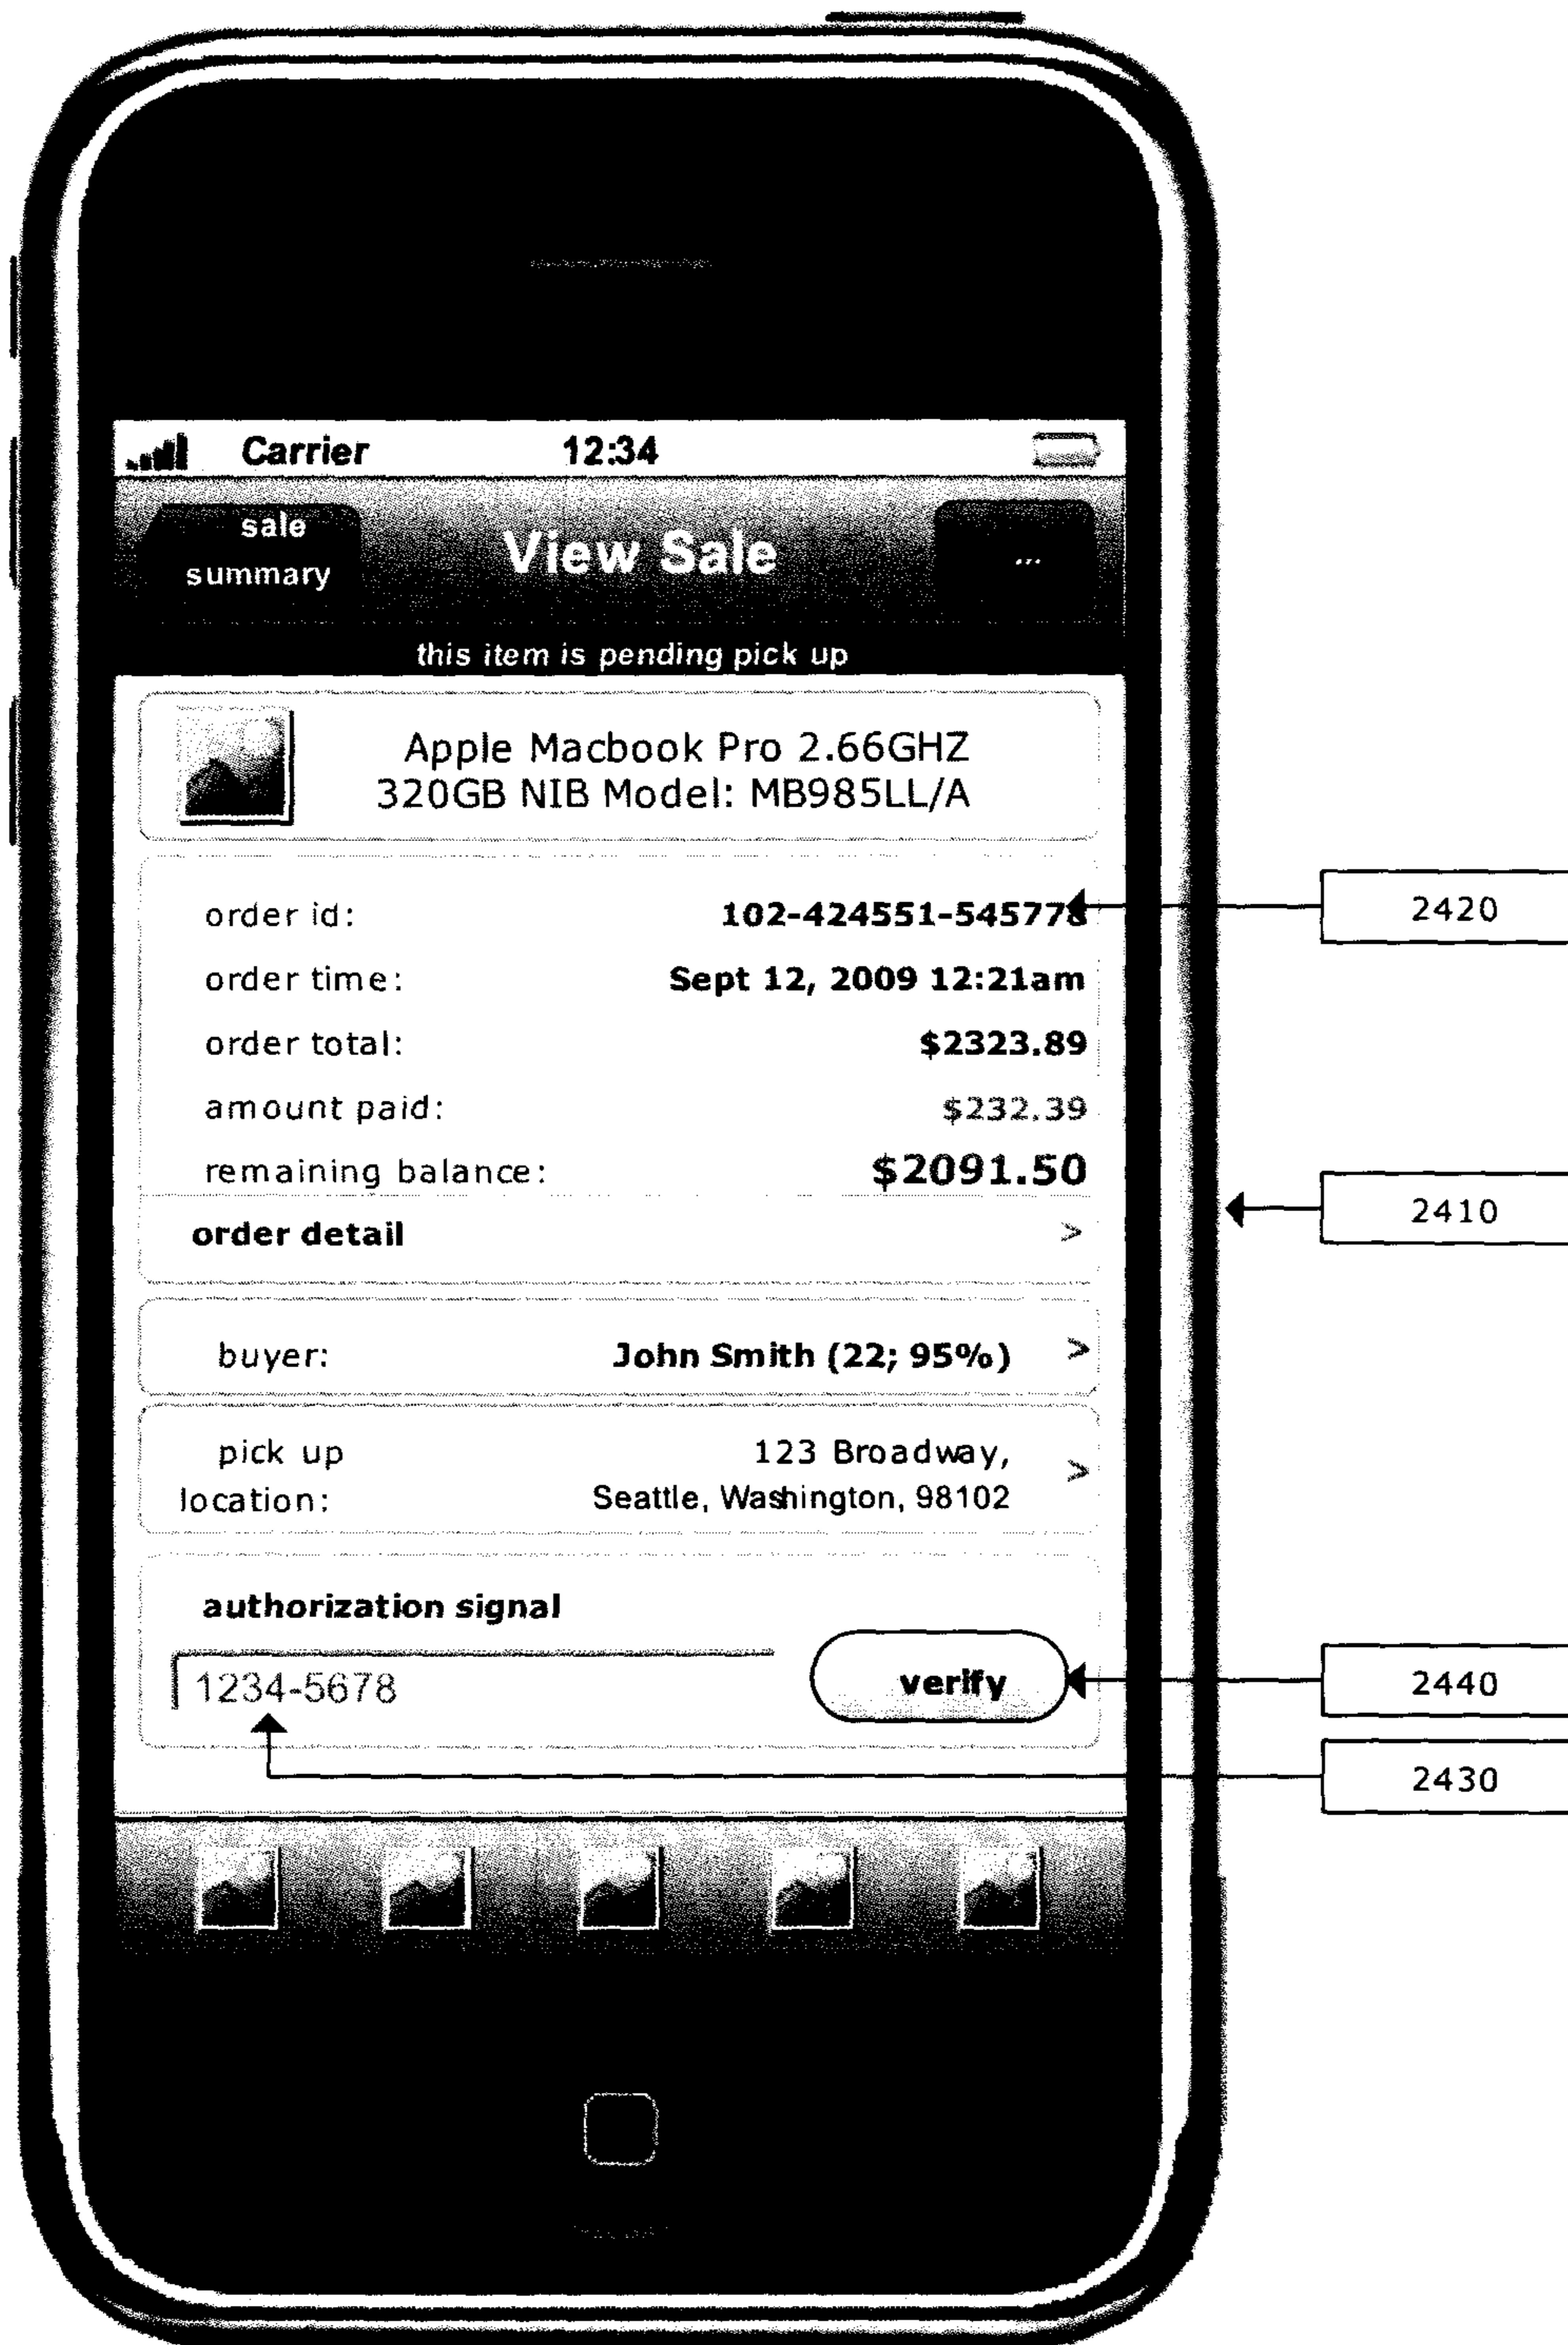 Carrier 12:34
sale
summary
View Sale
...
this item is pending pick up
Apple Macbook Pro 2.66GHZ
320GB NIB Model: MB985LL/A
order id: 102-424551-545778
2420
order time: Sept 12, 2009 12:21am
order total: $2323.89
amount paid: $232.39
remaining balance: $2091.50
2410
order detail >
buyer: John Smith (22; 95%) >
pick up
location:
123 Broadway,
Seattle, Washington, 98102
>
authorization signal
1234-5678
verify
2440
2430